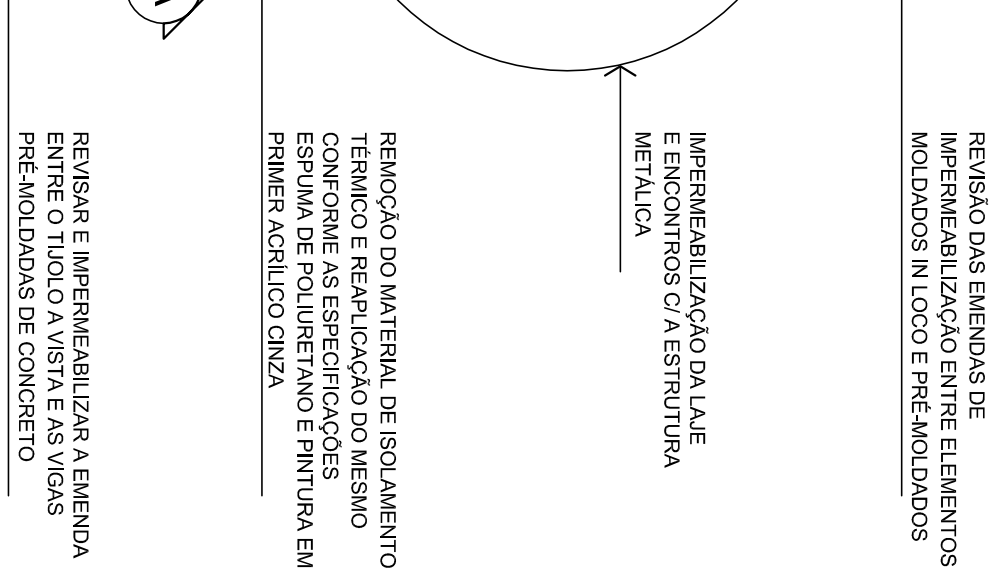 REVISÃO DAS EMENDAS DE
IMPERMEABILIZAÇÃO ENTRE ELEMENTOS
MOLDADOS IN LOCO E PRÉ-MOLDADOS
IMPERMEABILIZAÇÃO DA LAJE
E ENCONTROS C/ A ESTRUTURA
METÁLICA
REMOÇÃO DO MATERIAL DE ISOLAMENTO
TÉRMICO E REAPLICAÇÃO DO MESMO
CONFORME AS ESPECIFICAÇÕES
ESPUMA DE POLIURETANO E PINTURA EM
PRIMER ACRÍLICO CINZA
REVISAR E IMPERMEABILIZAR A EMENDA
ENTRE O TIJOLO A VISTA E AS VIGAS
PRÉ-MOLDADAS DE CONCRETO